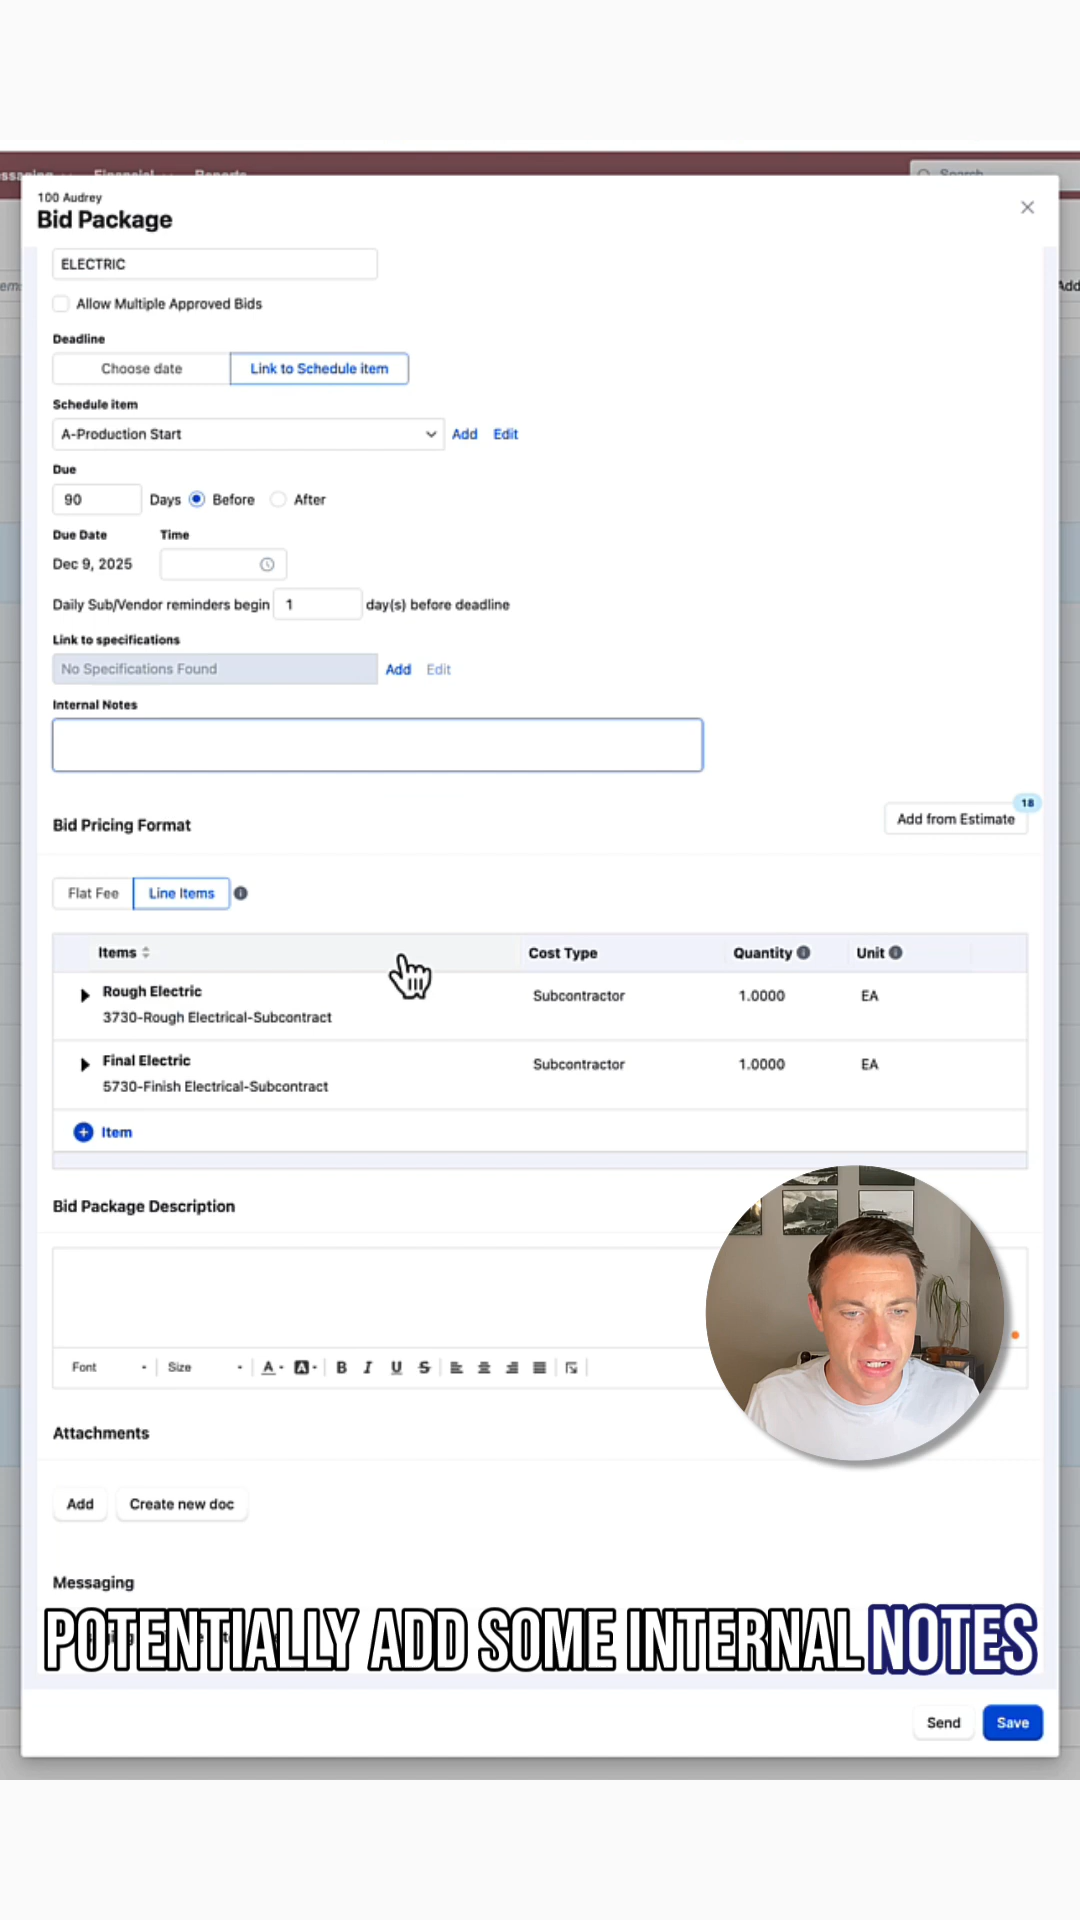 Financial
Reports
Search
100 Audrey
Bid Package
ELECTRIC
Allow Multiple Approved Bids
Add
Deadline
Choose date
Link to Schedule item
Schedule item
A-Production Start
Add
Edit
Due
90
Days
Before
After
Due Date
Time
Dec 9, 2025
Daily Sub/Vendor reminders begin
1
day(s) before deadline
Link to specifications
No Specifications Found
Add
Edit
Internal Notes
18
Bid Pricing Format
Add from Estimate
Flat Fee
Line Items
Items
Cost Type
Quantity
Unit
Rough Electric
3730-Rough Electrical-Subcontract
Subcontractor
1.0000
EA
Final Electric
5730-Finish Electrical-Subcontract
Subcontractor
1.0000
EA
Item
Bid Package Description
Font
Size
A
A
B
I
U
S
Attachments
Add
Create new doc
Messaging
POTENTIALLY ADD SOME INTERNAL NOTES
Send
Save